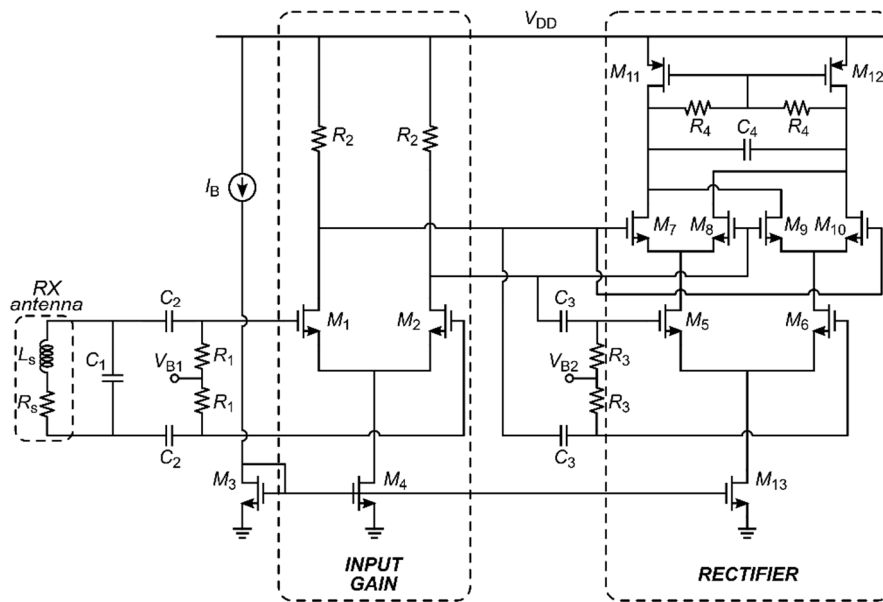 V_DD
M_11
M_12
R_4
R_4
C_4
R_2
R_2
I_B
M_7
M_8
M_9
M_10
RX
antenna
C_2
M_1
M_2
C_3
M_5
M_6
L_s
C_1
V_B1
R_1
V_B2
R_3
R_s
R_1
R_3
C_2
C_3
M_3
M_4
M_13
INPUT
GAIN
RECTIFIER